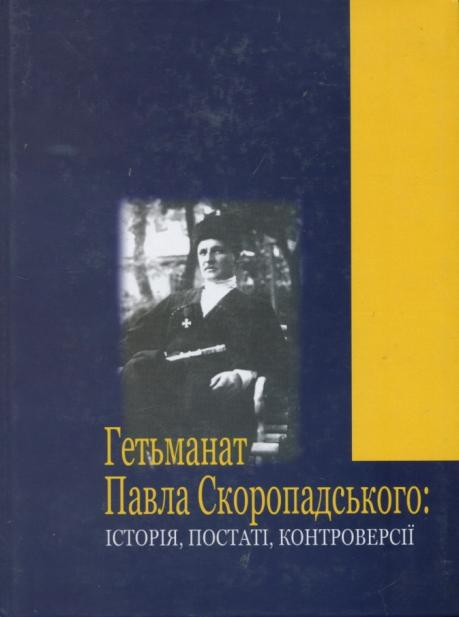 Гетьманат
Павла Скоропадського:
ІСТОРІЯ, ПОСТАТІ, КОНТРОВЕРСІЇ